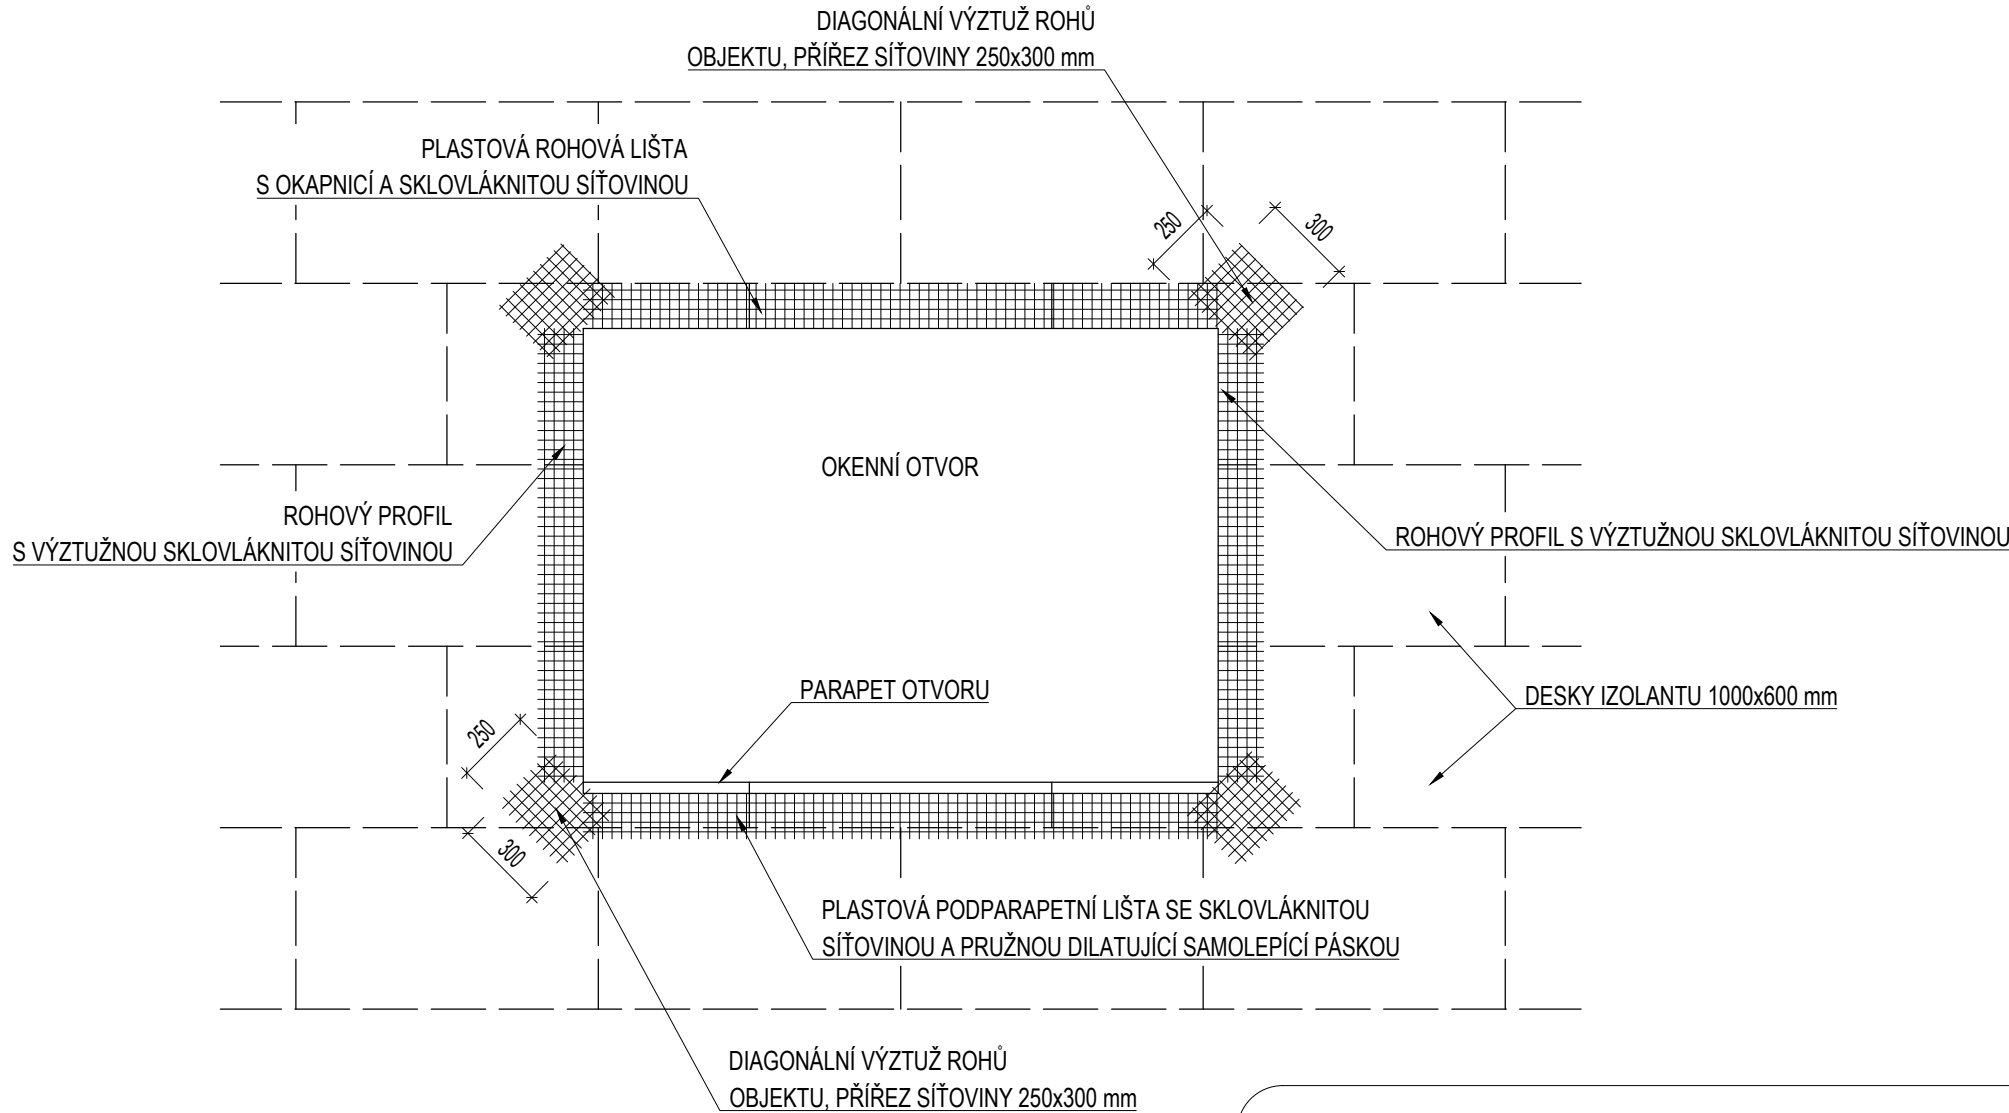 DIAGONÁLNÍ VÝZTUŽ ROHŮ
OBJEKTU, PŘÍŘEZ SÍŤOVINY 250x300 mm
PLASTOVÁ ROHOVÁ LIŠTA
S OKAPNICÍ A SKLOVLÁKNITOU SÍŤOVINOU
250
300
OKENNÍ OTVOR
ROHOVÝ PROFIL
S VÝZTUŽNOU SKLOVLÁKNITOU SÍŤOVINOU
ROHOVÝ PROFIL S VÝZTUŽNOU SKLOVLÁKNITOU SÍŤOVINOU
PARAPET OTVORU
DESKY IZOLANTU 1000x600 mm
250
300
PLASTOVÁ PODPARAPETNÍ LIŠTA SE SKLOVLÁKNITOU
SÍŤOVINOU A PRUŽNOU DILATUJÍCÍ SAMOLEPÍCÍ PÁSKOU
DIAGONÁLNÍ VÝZTUŽ ROHŮ
OBJEKTU, PŘÍŘEZ SÍŤOVINY 250x300 mm